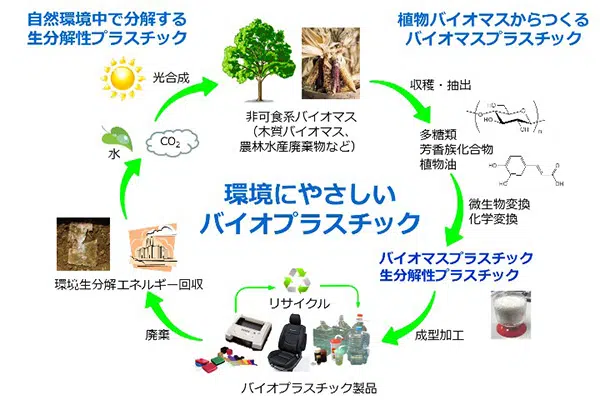 自然環境中で分解する
生分解性プラスチック
植物バイオマスからつくる
バイオマスプラスチック
光合成
水
CO2
非可食系バイオマス
（木質バイオマス、
農林水産廃棄物など）
収穫・抽出
多糖類
芳香族化合物
植物油
微生物変換
化学変換
環境にやさしい
バイオプラスチック
バイオマスプラスチック
生分解性プラスチック
環境生分解
エネルギー回収
リサイクル
廃棄
成型加工
バイオプラスチック製品